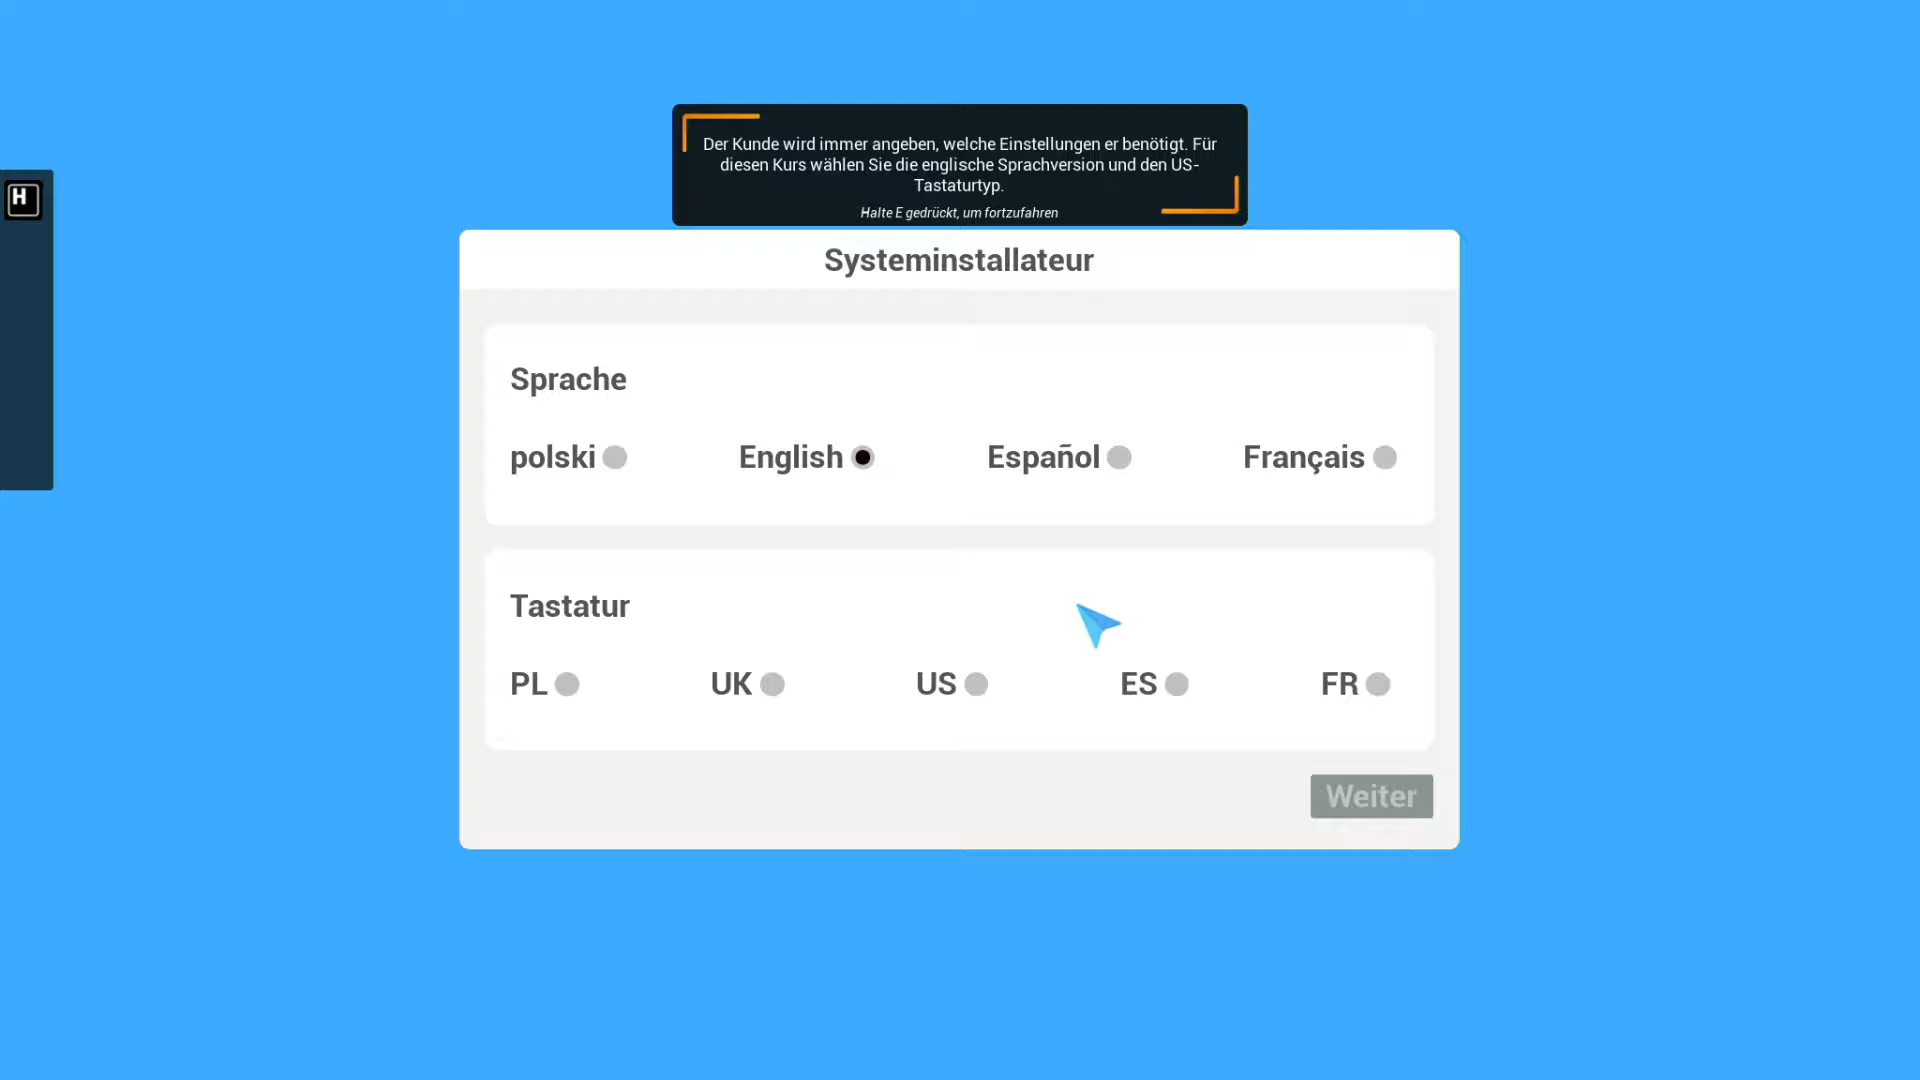 H
Der Kunde wird immer angeben, welche Einstellungen er benötigt. Für
diesen Kurs wählen Sie die englische Sprachversion und den US-
Tastaturtyp.
Halte E gedrückt, um fortzufahren
Systeminstallateur
Sprache
polski English Español Français
Tastatur
PL UK US ES FR
Weiter